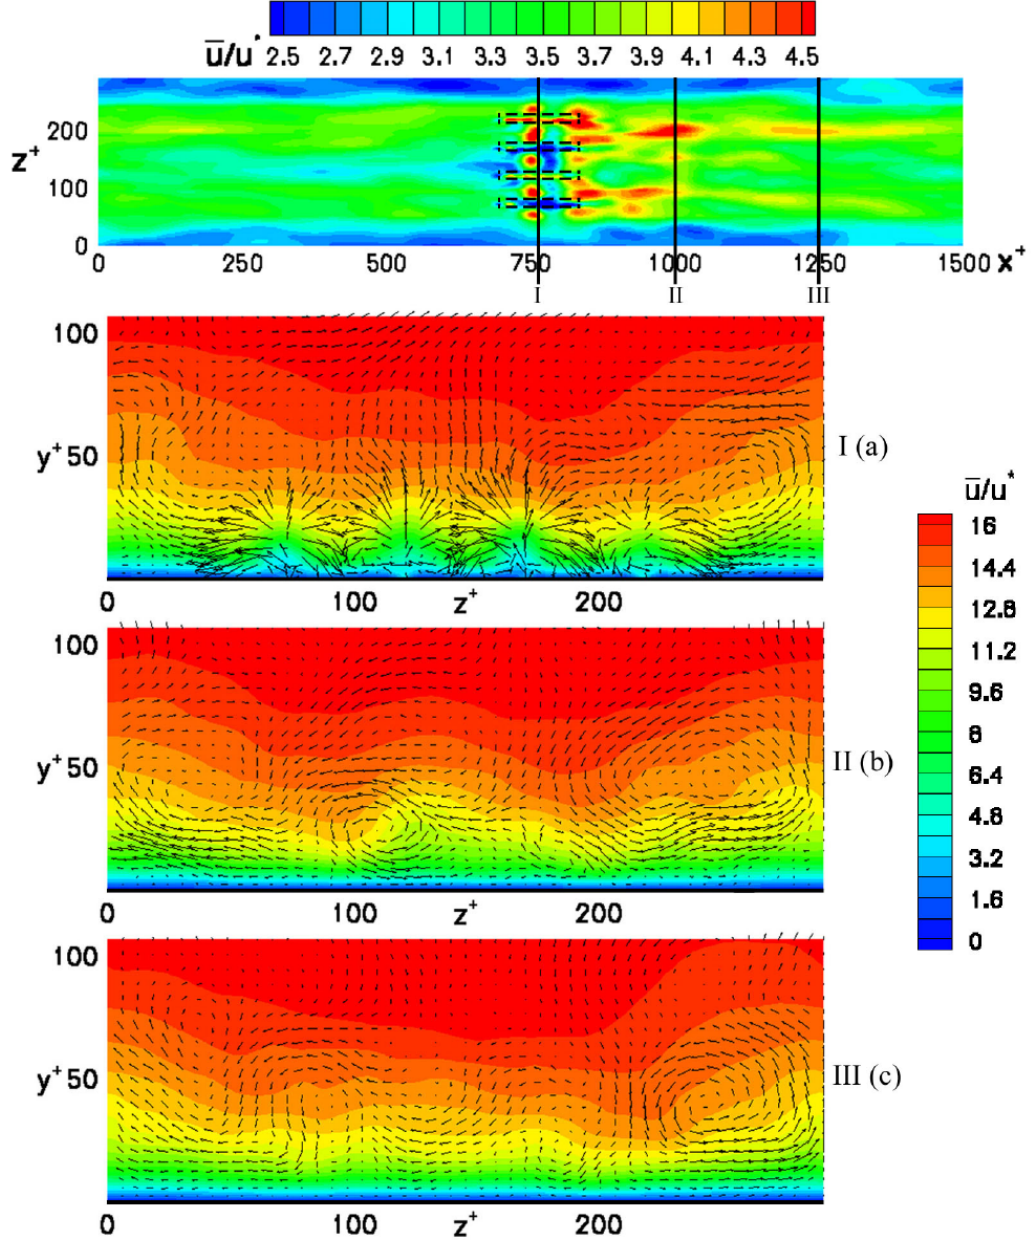 u̅/u* 2.5 2.7 2.9 3.1 3.3 3.5 3.7 3.9 4.1 4.3 4.5
z+ 200
100
0
0 250 500 750 1000 1250 1500 x+
I II III
100
y+ 50
I (a)
0 100 z+ 200
100
y+ 50
II (b)
0 100 z+ 200
100
y+ 50
III (c)
0 100 z+ 200
u̅/u*
16
14.4
12.8
11.2
9.6
8
6.4
4.8
3.2
1.6
0